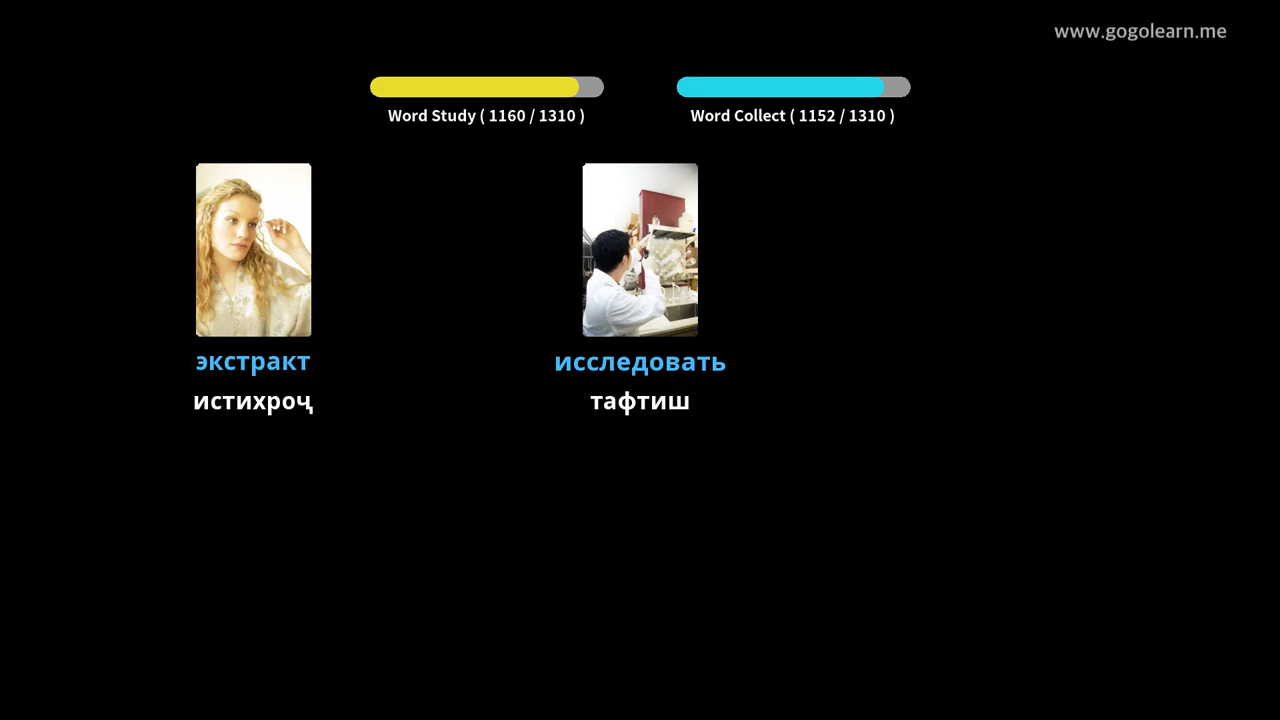 www.gogolearn.me
Word Study ( 1160 / 1310 )
Word Collect ( 1152 / 1310 )
экстракт
истихроҷ
исследовать
тафтиш